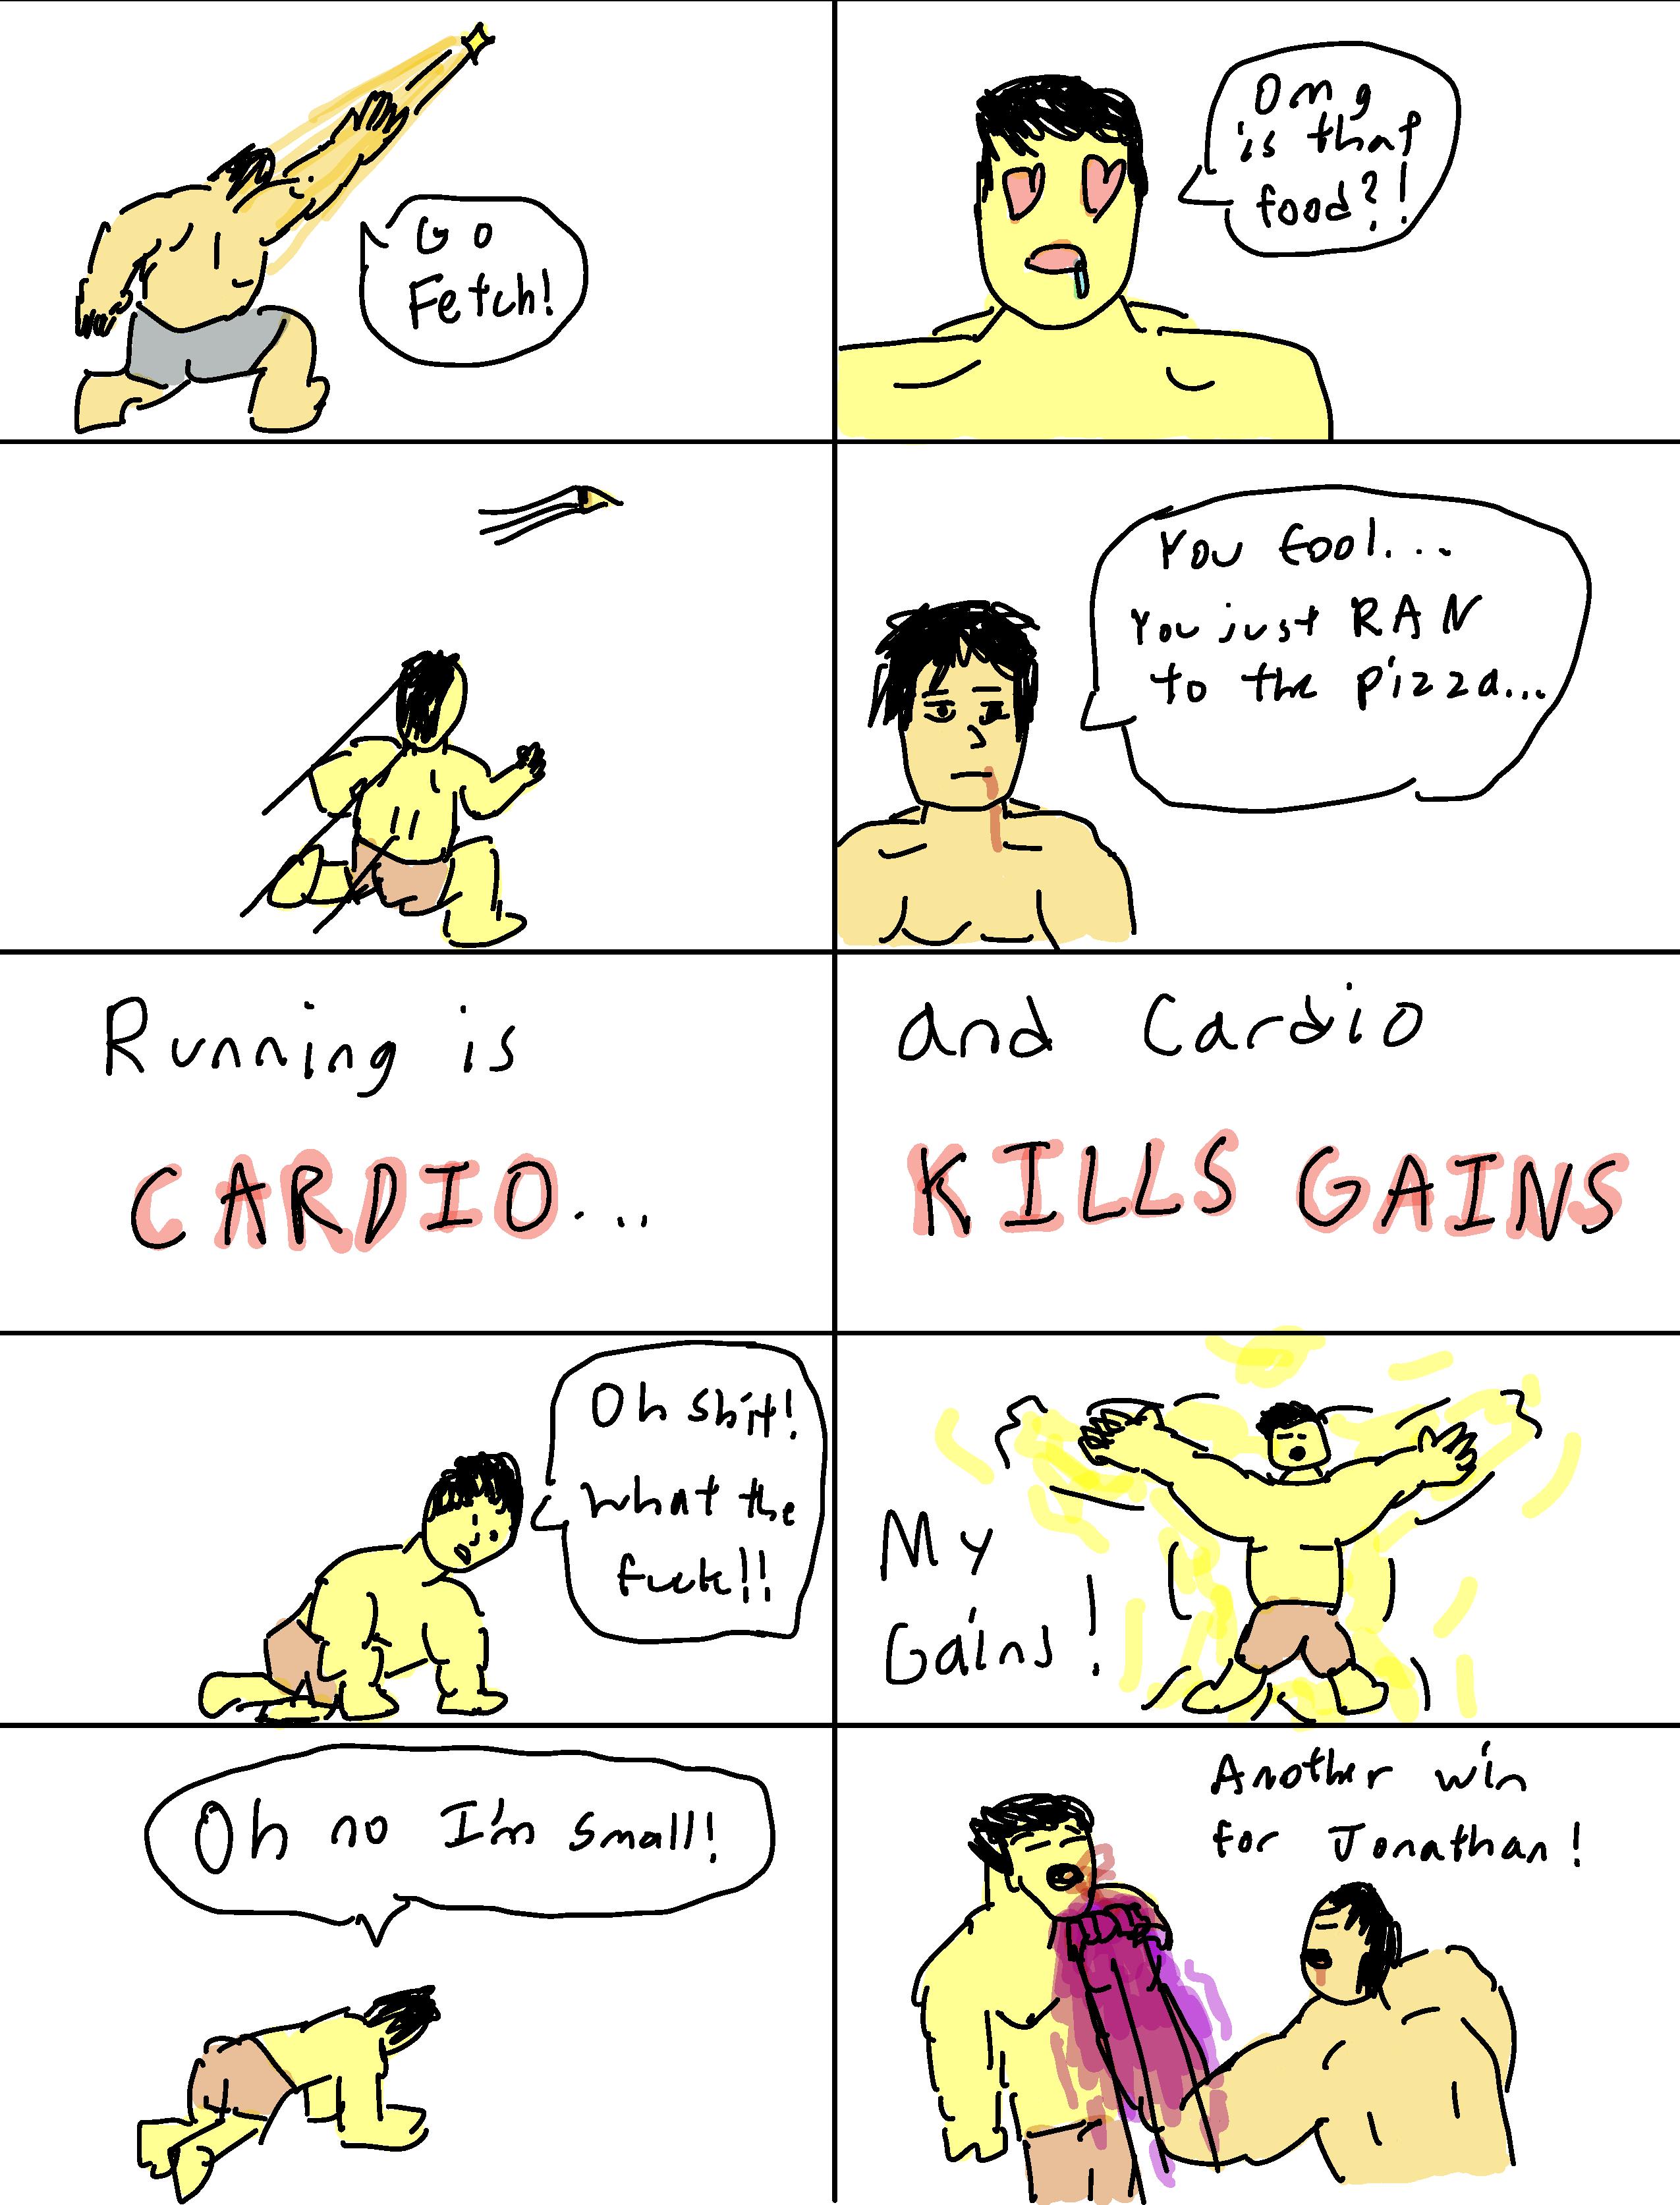 Go
Fetch!
Omg
is that
food?!
You fool...
You just RAN
to the pizza...
Running is
CARDIO...
and Cardio
KILLS GAINS
Oh shit!
What the
fuck!!
My
Gains!
Oh no I'm small!
Another win
for Jonathan!